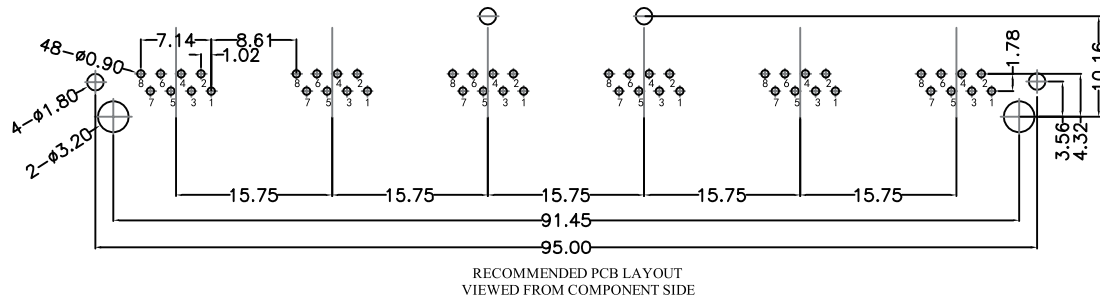 7.14
8.61
1.02
1.78
10.16
48-ø0.90
4-ø1.80
2-ø3.20
8 6 4 2
7 5 3 1
8 6 4 2
7 5 3 1
8 6 4 2
7 5 3 1
8 6 4 2
7 5 3 1
8 6 4 2
7 5 3 1
8 6 4 2
7 5 3 1
3.56
4.32
15.75
15.75
15.75
15.75
15.75
91.45
95.00
RECOMMENDED PCB LAYOUT
VIEWED FROM COMPONENT SIDE